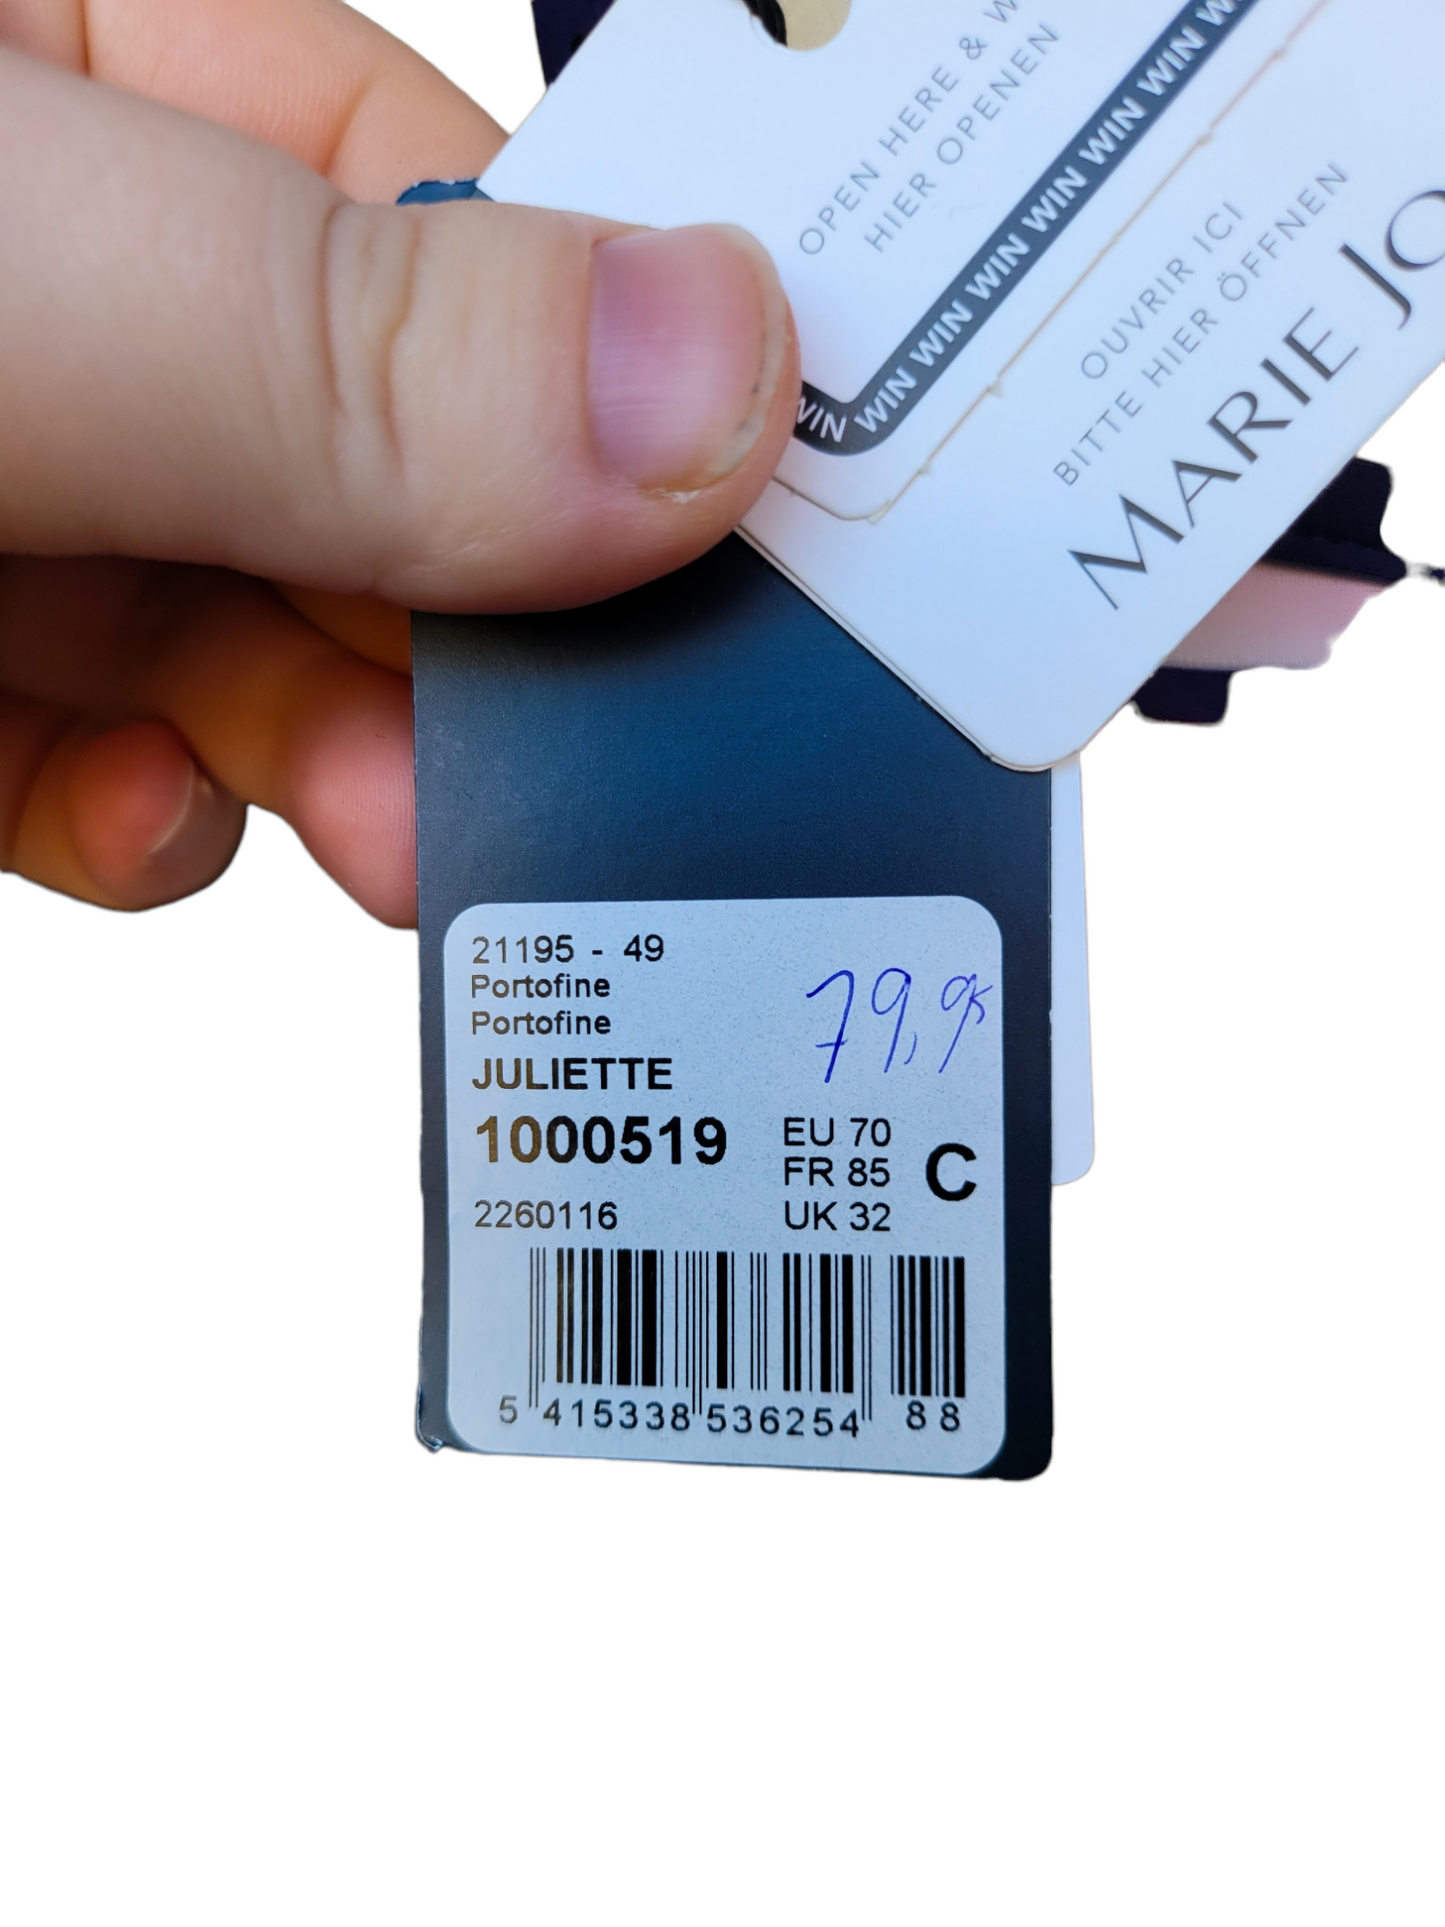 OPEN HERE & W
HIER OPENEN
WIN WIN WIN WIN WIN WIN WIN WIN
OUVRIR ICI
BITTE HIER ÖFFNEN
MARIE JO
21195 - 49
Portofine
Portofine
79,95
JULIETTE
1000519
EU 70
FR 85
C
2260116
UK 32
5 415338 536254 88